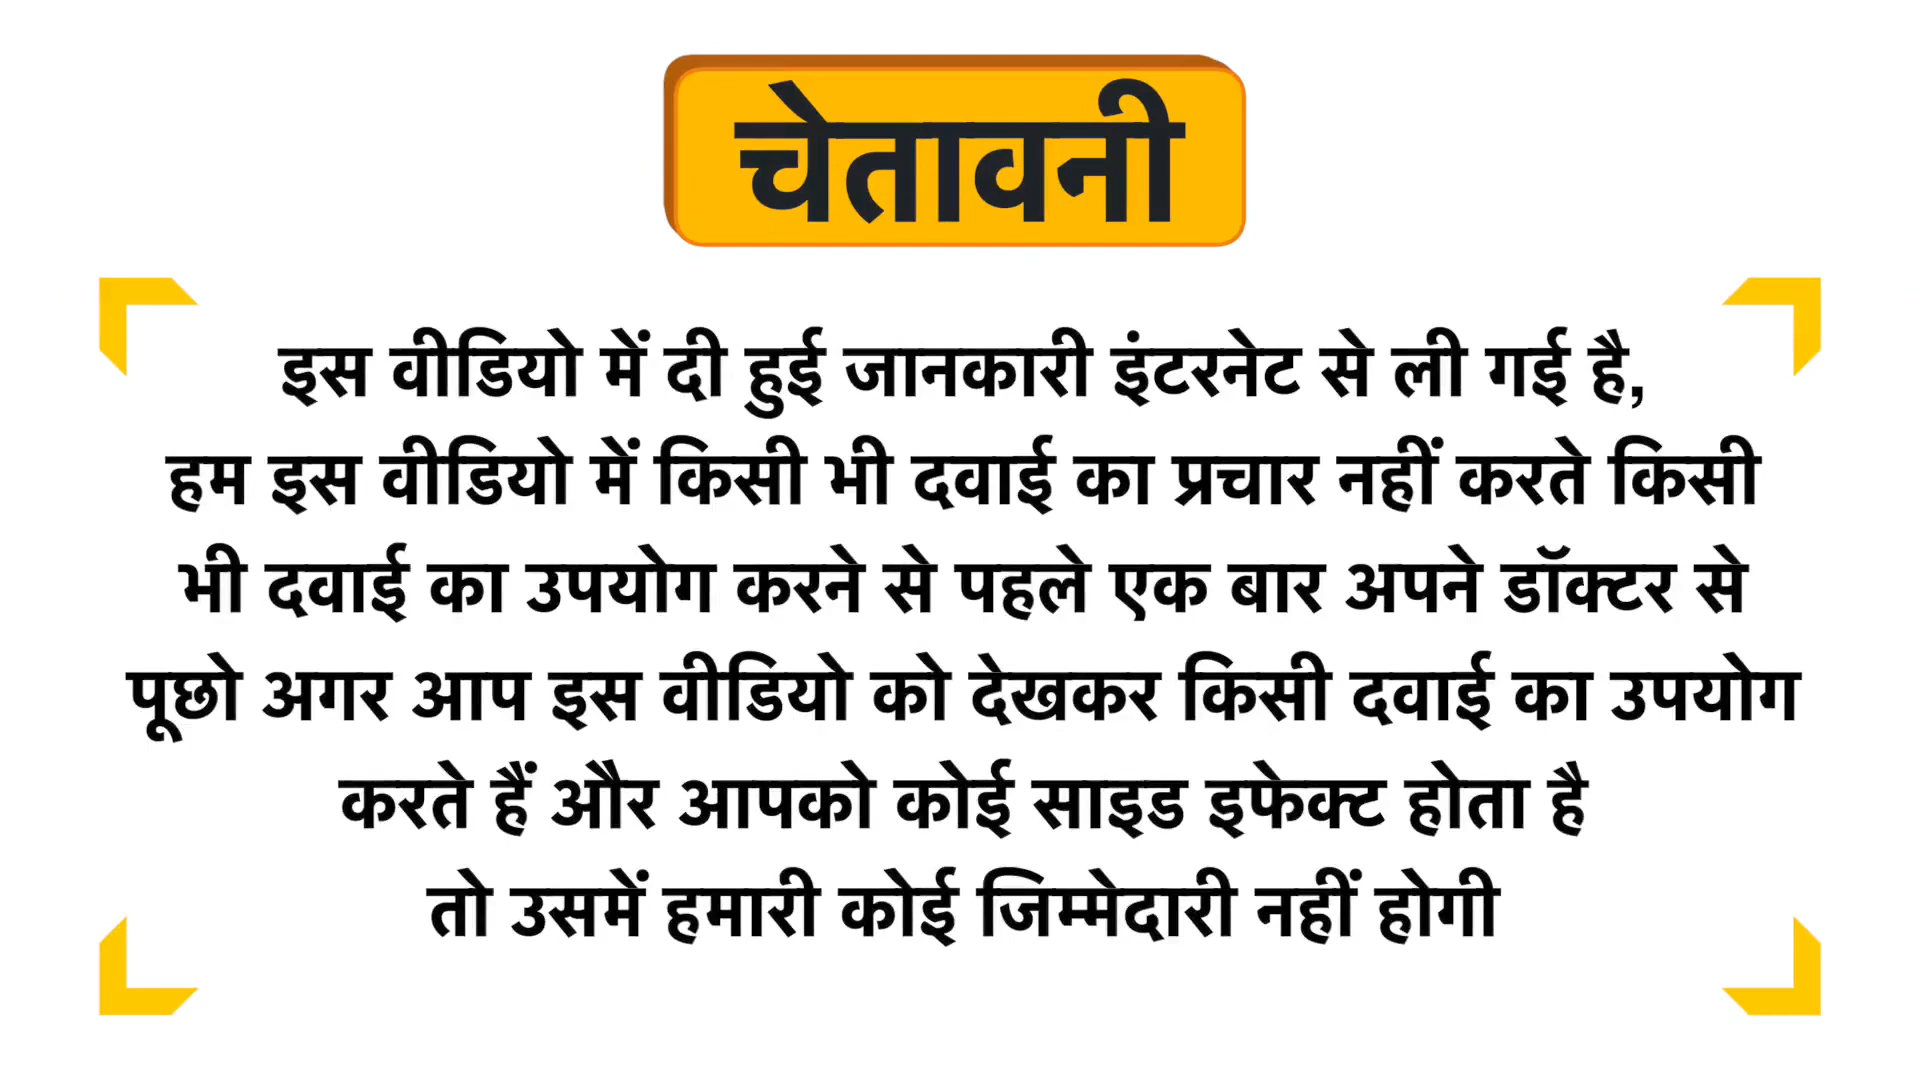 चेतावनी
इस वीडियो में दी हुई जानकारी इंटरनेट से ली गई है,
हम इस वीडियो में किसी भी दवाई का प्रचार नहीं करते किसी
भी दवाई का उपयोग करने से पहले एक बार अपने डॉक्टर से
पूछो अगर आप इस वीडियो को देखकर किसी दवाई का उपयोग
करते हैं और आपको कोई साइड इफेक्ट होता है
तो उसमें हमारी कोई जिम्मेदारी नहीं होगी